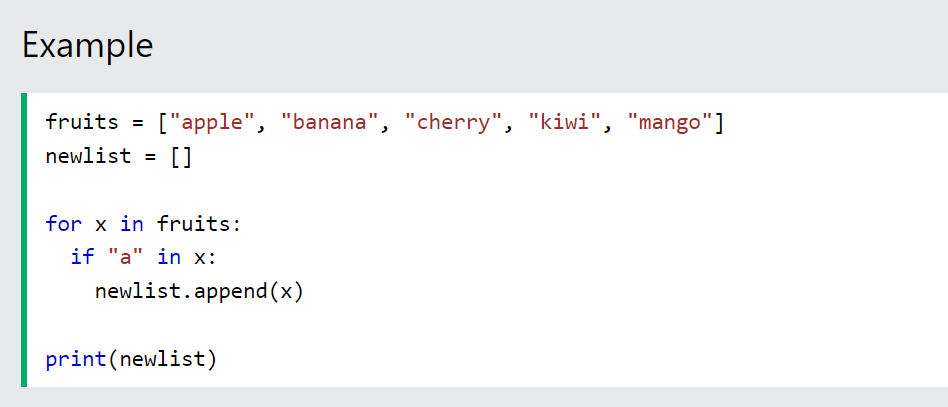 Example
fruits = ["apple", "banana", "cherry", "kiwi", "mango"]
newlist = []
for x in fruits:
  if "a" in x:
    newlist.append(x)
print(newlist)